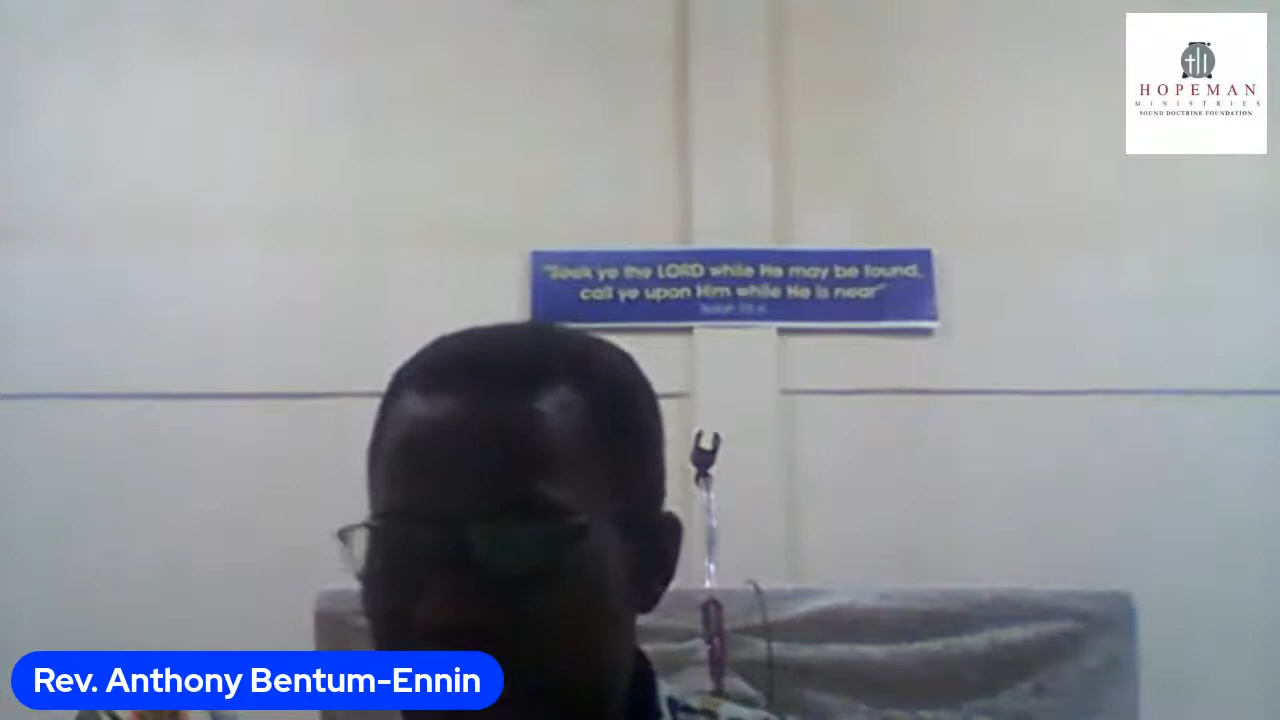 HOPEMAN
MINISTRIES
SOUND DOCTRINE FOUNDATION
"Seek ye the LORD while He may be found,
call ye upon Him while He is near"
Rev. Anthony Bentum-Ennin